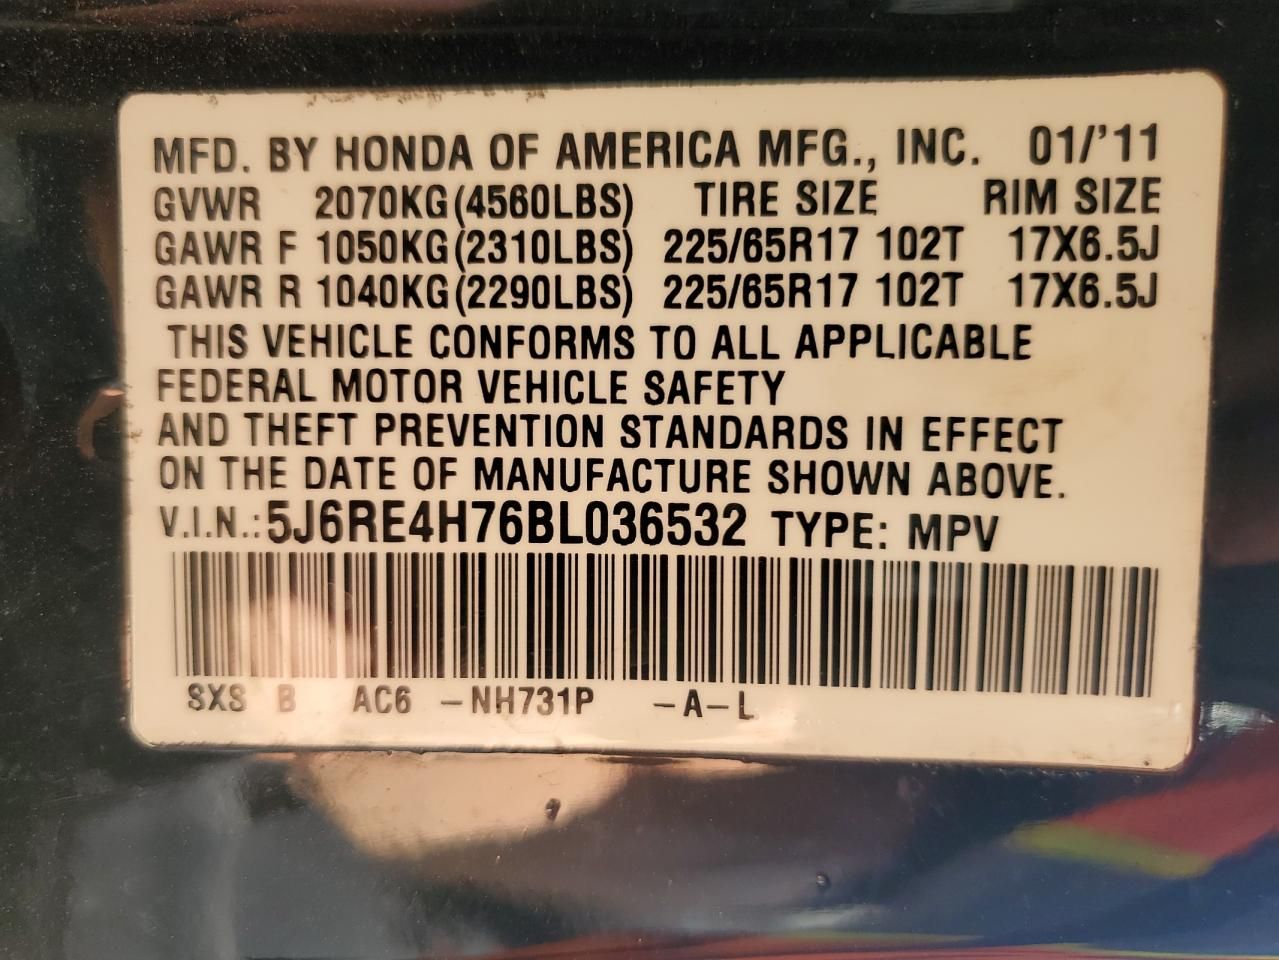 MFD. BY HONDA OF AMERICA MFG., INC. 01/'11
GVWR 2070KG(4560LBS) TIRE SIZE RIM SIZE
GAWR F 1050KG(2310LBS) 225/65R17 102T 17X6.5J
GAWR R 1040KG(2290LBS) 225/65R17 102T 17X6.5J
THIS VEHICLE CONFORMS TO ALL APPLICABLE
FEDERAL MOTOR VEHICLE SAFETY
AND THEFT PREVENTION STANDARDS IN EFFECT
ON THE DATE OF MANUFACTURE SHOWN ABOVE.
V.I.N.:5J6RE4H76BL036532 TYPE: MPV
SXS B AC6 -NH731P -A-L